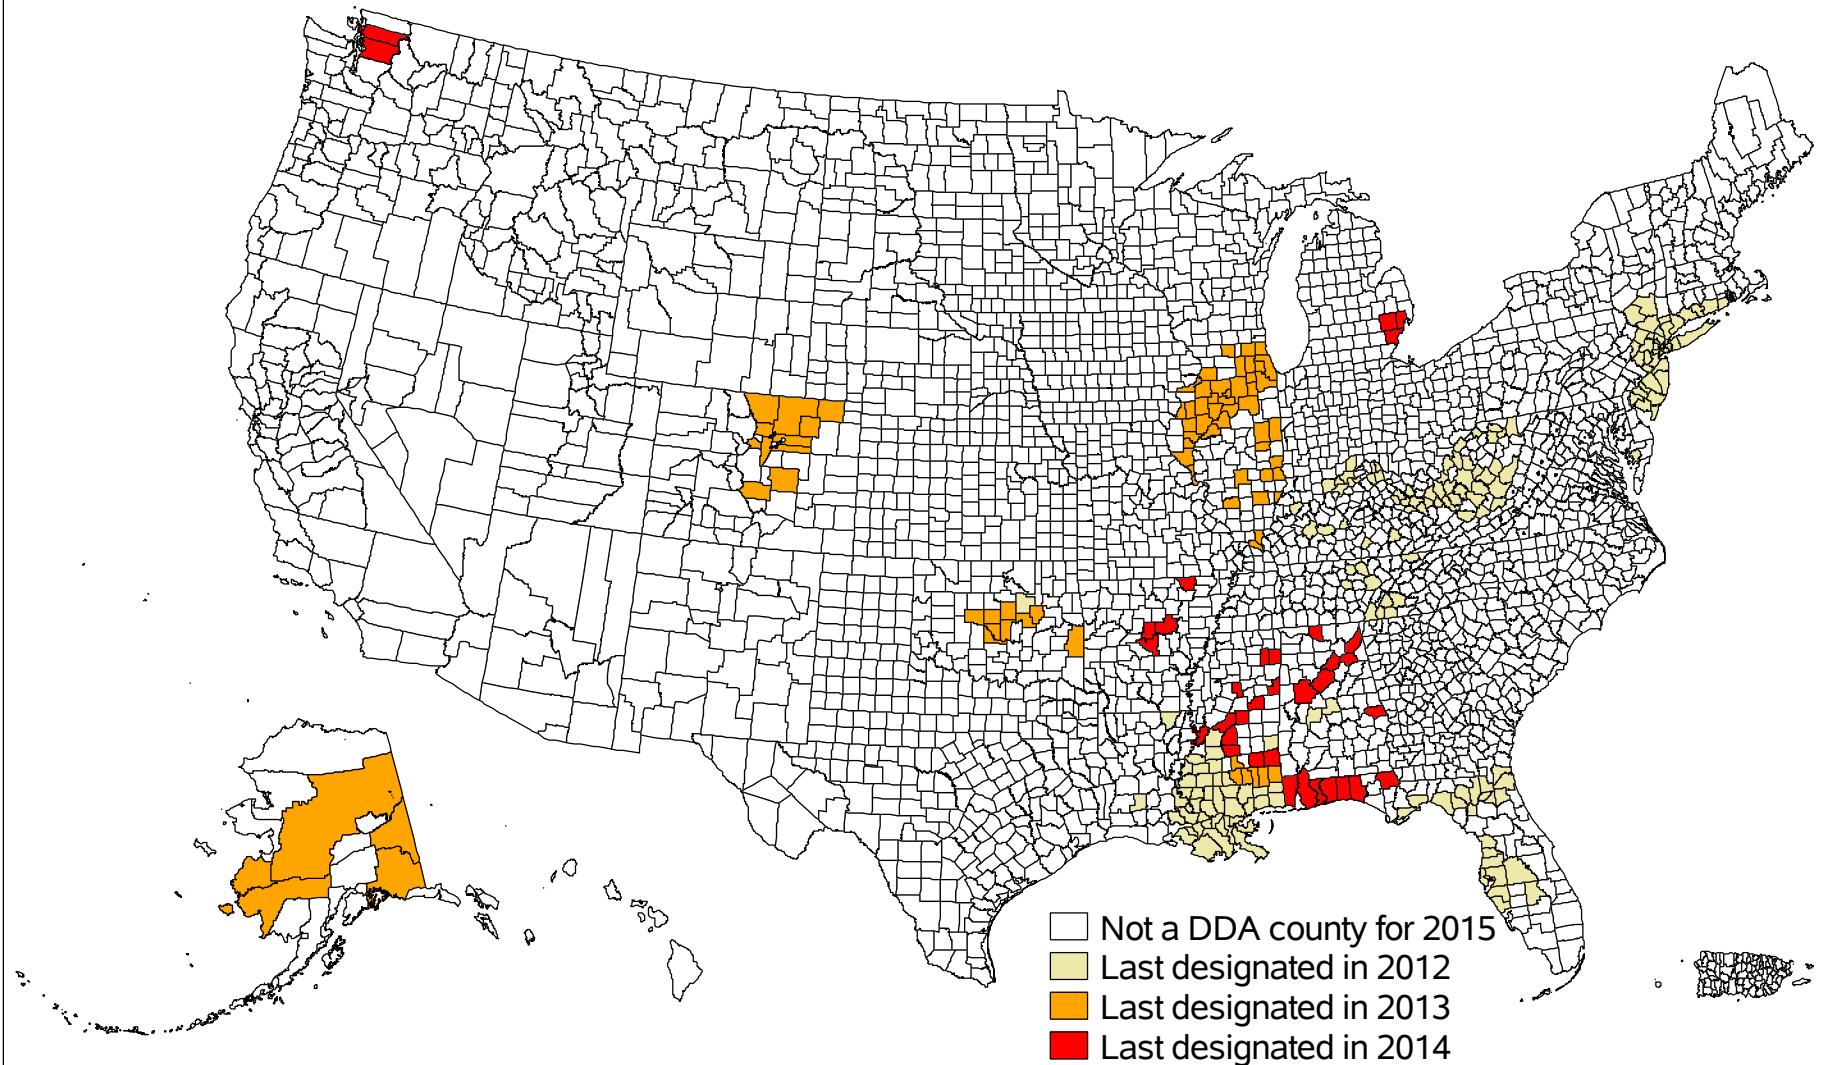 Not a DDA county for 2015
Last designated in 2012
Last designated in 2013
Last designated in 2014